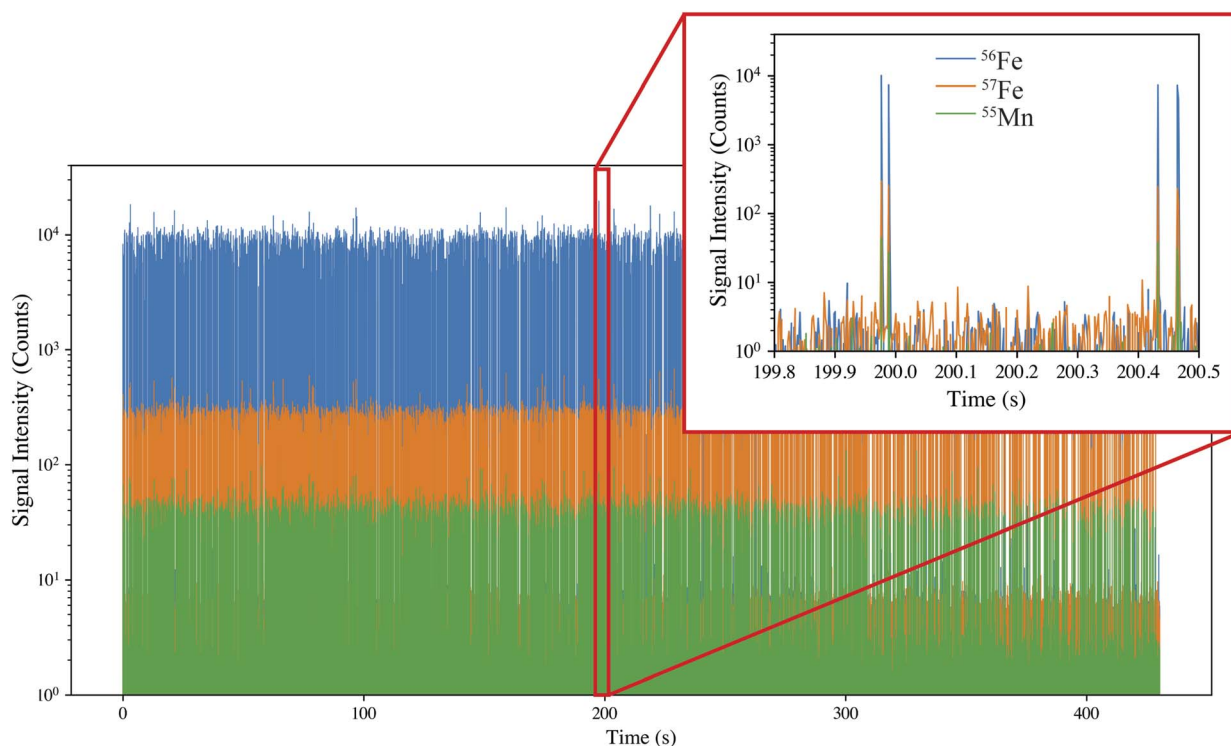 ⁵⁶Fe
⁵⁷Fe
⁵⁵Mn
Signal Intensity (Counts)
10⁴
10³
10²
10¹
10⁰
199.8 199.9 200.0 200.1 200.2 200.3 200.4 200.5
Time (s)
Signal Intensity (Counts)
10⁴
10³
10²
10¹
10⁰
0 100 200 300 400
Time (s)